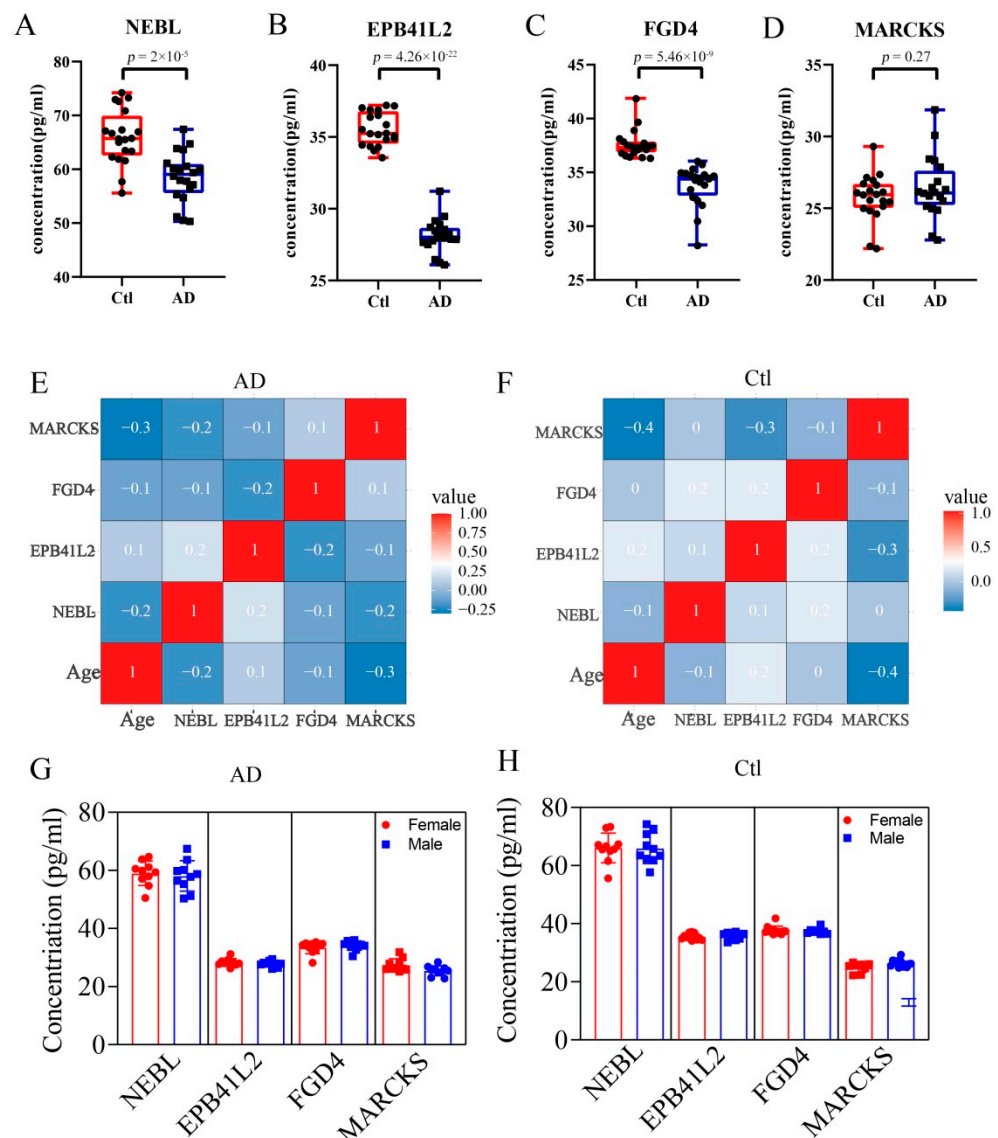 A NEBL
p = 2×10⁻⁵
concentration(pg/ml)
80
70
60
50
40
Ctl AD
B EPB41L2
p = 4.26×10⁻²²
concentration(pg/ml)
40
35
30
25
Ctl AD
C FGD4
p = 5.46×10⁻⁹
concentration(pg/ml)
45
40
35
30
25
Ctl AD
D MARCKS
p = 0.27
concentration(pg/ml)
35
30
25
20
Ctl AD
E AD
MARCKS −0.3 −0.2 −0.1 0.1 1
FGD4 −0.1 −0.1 −0.2 1 0.1
EPB41L2 0.1 0.2 1 −0.2 −0.1
NEBL −0.2 1 0.2 −0.1 −0.2
Age 1 −0.2 0.1 −0.1 −0.3
Age NEBL EPB41L2 FGD4 MARCKS
value
1.00
0.75
0.50
0.25
0.00
−0.25
F Ctl
MARCKS −0.4 0 −0.3 −0.1 1
FGD4 0 0.2 0.2 1 −0.1
EPB41L2 0.2 0.1 1 0.2 −0.3
NEBL −0.1 1 0.1 0.2 0
Age 1 −0.1 0.2 0 −0.4
Age NEBL EPB41L2 FGD4 MARCKS
value
1.0
0.5
0.0
G AD
Concentriation (pg/ml)
80
60
40
20
0
Female
Male
NEBL EPB41L2 FGD4 MARCKS
H Ctl
Concentriation (pg/ml)
80
60
40
20
0
Female
Male
NEBL EPB41L2 FGD4 MARCKS